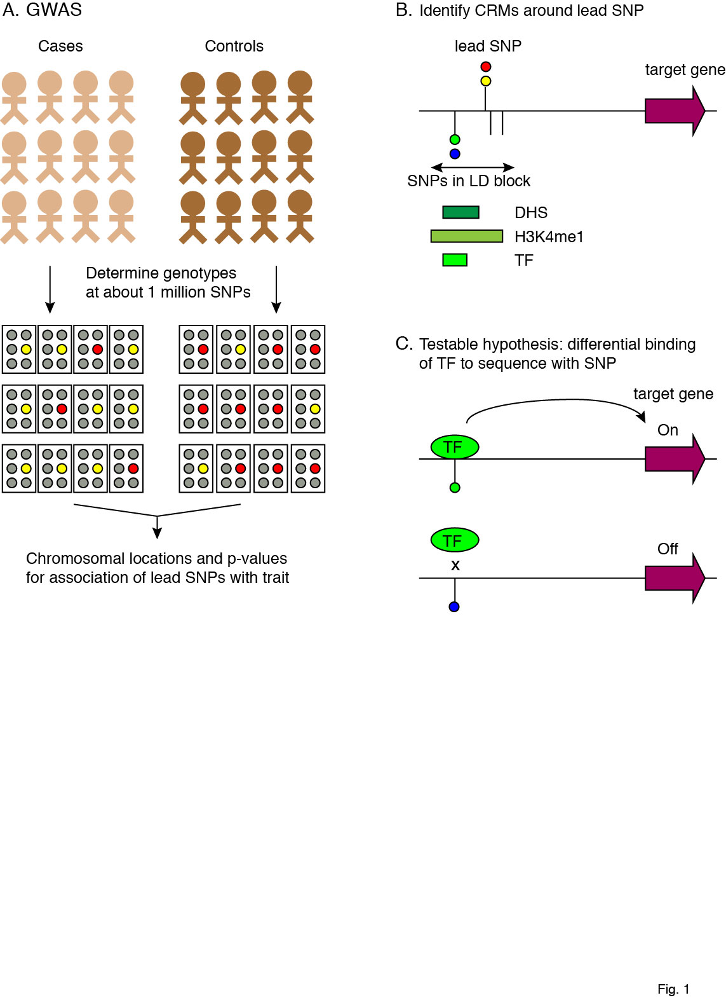 A. GWAS
Cases
Controls
Determine genotypes
at about 1 million SNPs
Chromosomal locations and p-values
for association of lead SNPs with trait
B. Identify CRMs around lead SNP
lead SNP
target gene
SNPs in LD block
DHS
H3K4me1
TF
C. Testable hypothesis: differential binding
of TF to sequence with SNP
target gene
On
TF
TF
x
Off
Fig. 1